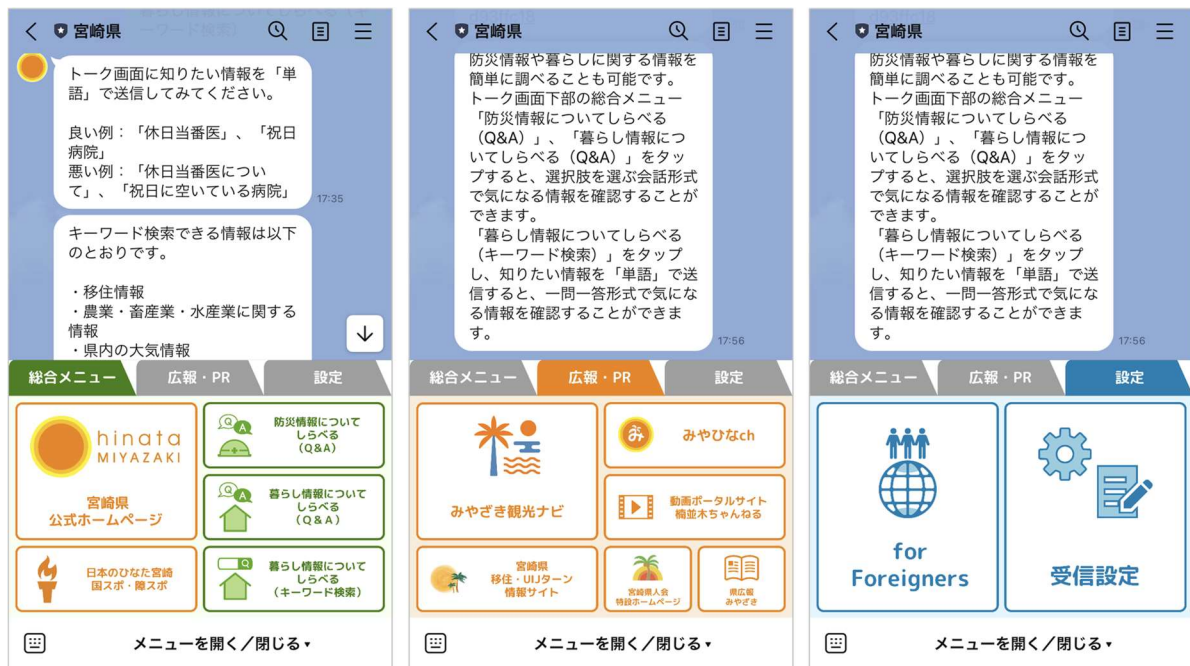 宮崎県
トーク画面に知りたい情報を「単
語」で送信してみてください。
良い例：「休日当番医」、「祝日
病院」
悪い例：「休日当番医につい
て」、「祝日に空いている病院」
17:35
キーワード検索できる情報は以下
のとおりです。
・移住情報
・農業・畜産業・水産業に関する
情報
・県内の大気情報
総合メニュー
広報・PR
設定
hinata
MIYAZAKI
宮崎県
公式ホームページ
Q A
防災情報について
しらべる
（Q&A）
Q A
暮らし情報について
しらべる
（Q&A）
日本のひなた宮崎
国スポ・障スポ
暮らし情報について
しらべる
（キーワード検索）
メニューを開く／閉じる▾
宮崎県
防災情報や暮らしに関する情報を
簡単に調べることも可能です。
トーク画面下部の総合メニュー
「防災情報についてしらべる
（Q&A）」、「暮らし情報につ
いてしらべる（Q&A）」をタッ
プすると、選択肢を選ぶ会話形式
で気になる情報を確認することが
できます。
「暮らし情報についてしらべる
（キーワード検索）」をタップ
し、知りたい情報を「単語」で送
信すると、一問一答形式で気にな
る情報を確認することができま
す。
17:56
総合メニュー
広報・PR
設定
みやざき観光ナビ
み
みやひなch
動画ポータルサイト
楠並木ちゃんねる
宮崎県
移住・UIJターン
情報サイト
宮崎県人会
特設ホームページ
県広報
みやざき
メニューを開く／閉じる▾
宮崎県
防災情報や暮らしに関する情報を
簡単に調べることも可能です。
トーク画面下部の総合メニュー
「防災情報についてしらべる
（Q&A）」、「暮らし情報につ
いてしらべる（Q&A）」をタッ
プすると、選択肢を選ぶ会話形式
で気になる情報を確認することが
できます。
「暮らし情報についてしらべる
（キーワード検索）」をタップ
し、知りたい情報を「単語」で送
信すると、一問一答形式で気にな
る情報を確認することができま
す。
17:56
総合メニュー
広報・PR
設定
for
Foreigners
受信設定
メニューを開く／閉じる▾